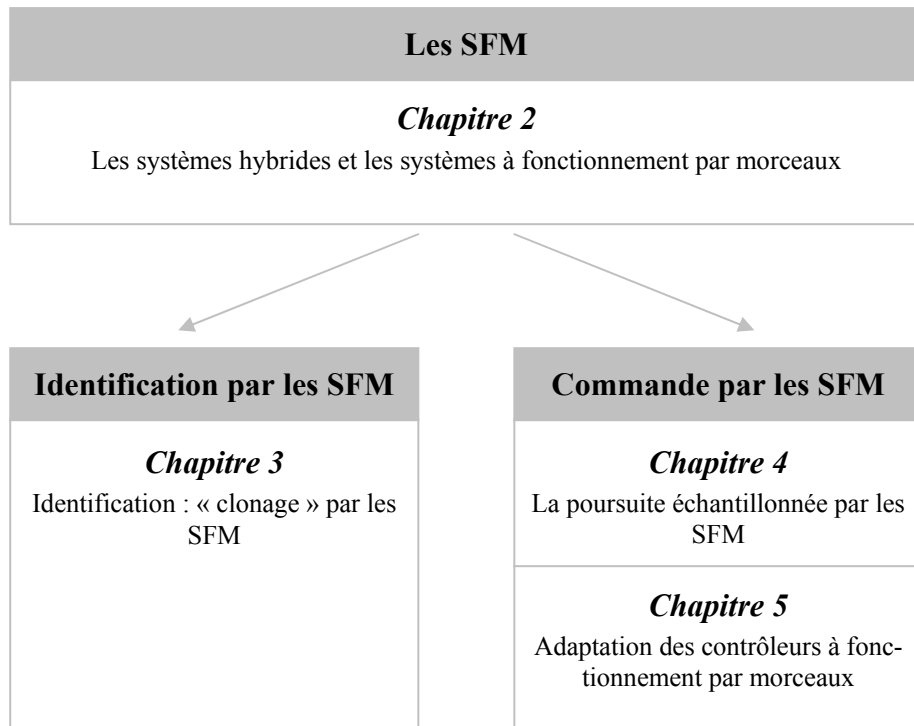 Les SFM
Chapitre 2
Les systèmes hybrides et les systèmes à fonctionnement par morceaux
Identification par les SFM
Chapitre 3
Identification : « clonage » par les
SFM
Commande par les SFM
Chapitre 4
La poursuite échantillonnée par les
SFM
Chapitre 5
Adaptation des contrôleurs à fonc-
tionnement par morceaux